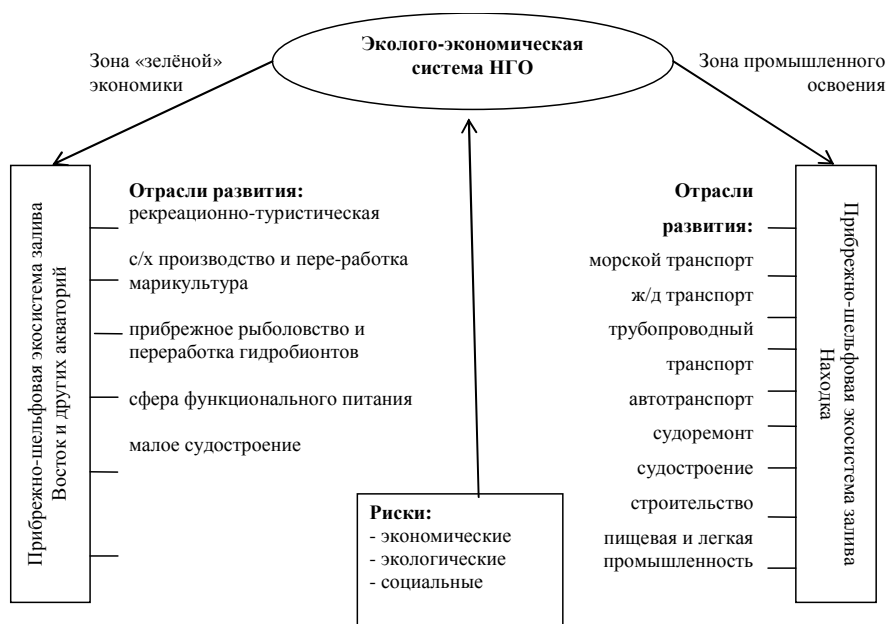 Эколого-экономическая
система НГО
Зона «зелёной»
экономики
Зона промышленного
освоения
Прибрежно-шельфовая экосистема залива
Восток и других акваторий
Отрасли развития:
рекреационно-туристическая
с/х производство и пере-работка
марикультура
прибрежное рыболовство и
переработка гидробионтов
сфера функционального питания
малое судостроение
Риски:
- экономические
- экологические
- социальные
Отрасли
развития:
морской транспорт
ж/д транспорт
трубопроводный
транспорт
автотранспорт
судоремонт
судостроение
строительство
пищевая и легкая
промышленность
Прибрежно-шельфовая экосистема залива
Находка